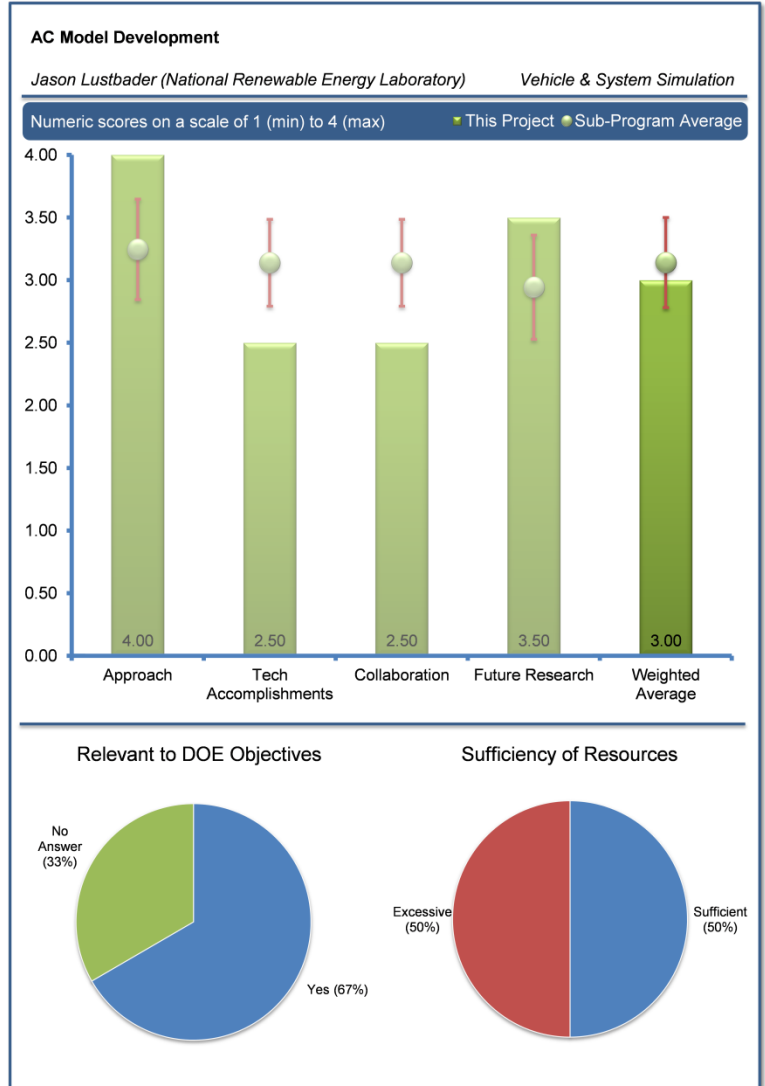 AC Model Development
Jason Lustbader (National Renewable Energy Laboratory) Vehicle & System Simulation
Numeric scores on a scale of 1 (min) to 4 (max) This Project Sub-Program Average
4.00
3.50
3.00
2.50
2.00
1.50
1.00
0.50
0.00
4.00 2.50 2.50 3.50 3.00
Approach Tech Accomplishments Collaboration Future Research Weighted Average
Relevant to DOE Objectives Sufficiency of Resources
No
Answer
(33%)
Yes (67%)
Excessive
(50%)
Sufficient
(50%)